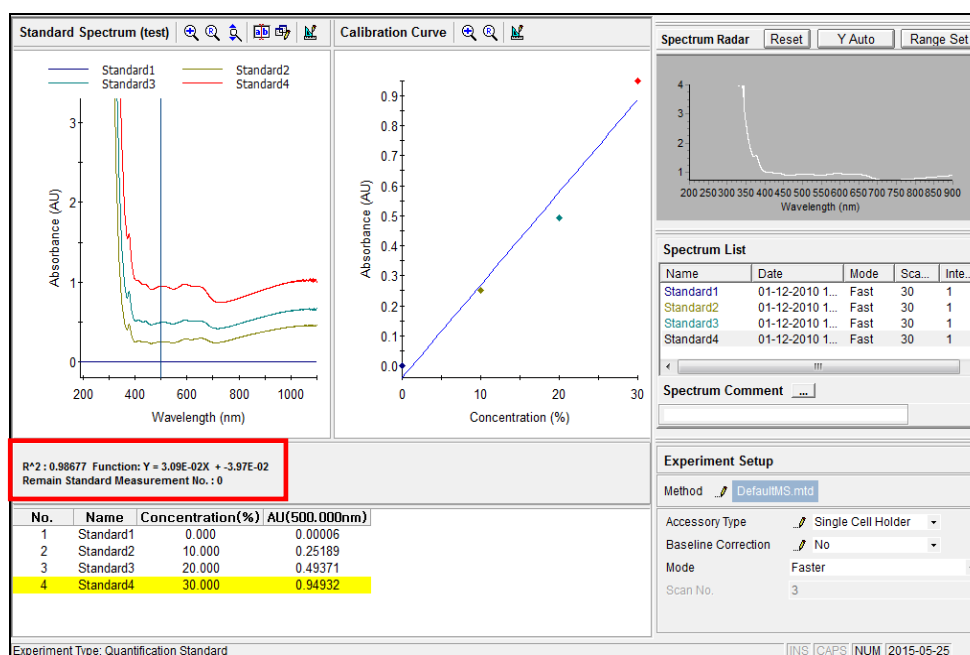 Standard Spectrum (test)
Standard1
Standard2
Standard3
Standard4
3
2
1
0
Absorbance (AU)
200 400 600 800 1000
Wavelength (nm)
Calibration Curve
0.9
0.8
0.7
0.6
0.5
0.4
0.3
0.2
0.1
0.0
Absorbance (AU)
0 10 20 30
Concentration (%)
R^2 : 0.98677 Function: Y = 3.09E-02X + -3.97E-02
Remain Standard Measurement No. : 0
No. Name Concentration(%) AU(500.000nm)
1 Standard1 0.000 0.00006
2 Standard2 10.000 0.25189
3 Standard3 20.000 0.49371
4 Standard4 30.000 0.94932
Spectrum Radar Reset Y Auto Range Set
4
3
2
1
200 250 300 350 400 450 500 550 600 650 700 750 800 850 900
Wavelength (nm)
Spectrum List
Name Date Mode Sca... Inte...
Standard1 01-12-2010 1... Fast 30 1
Standard2 01-12-2010 1... Fast 30 1
Standard3 01-12-2010 1... Fast 30 1
Standard4 01-12-2010 1... Fast 30 1
Spectrum Comment ...
Experiment Setup
Method DefaultMS.mtd
Accessory Type Single Cell Holder
Baseline Correction No
Mode Faster
Scan No. 3
Experiment Type: Quantification Standard
INS CAPS NUM 2015-05-25